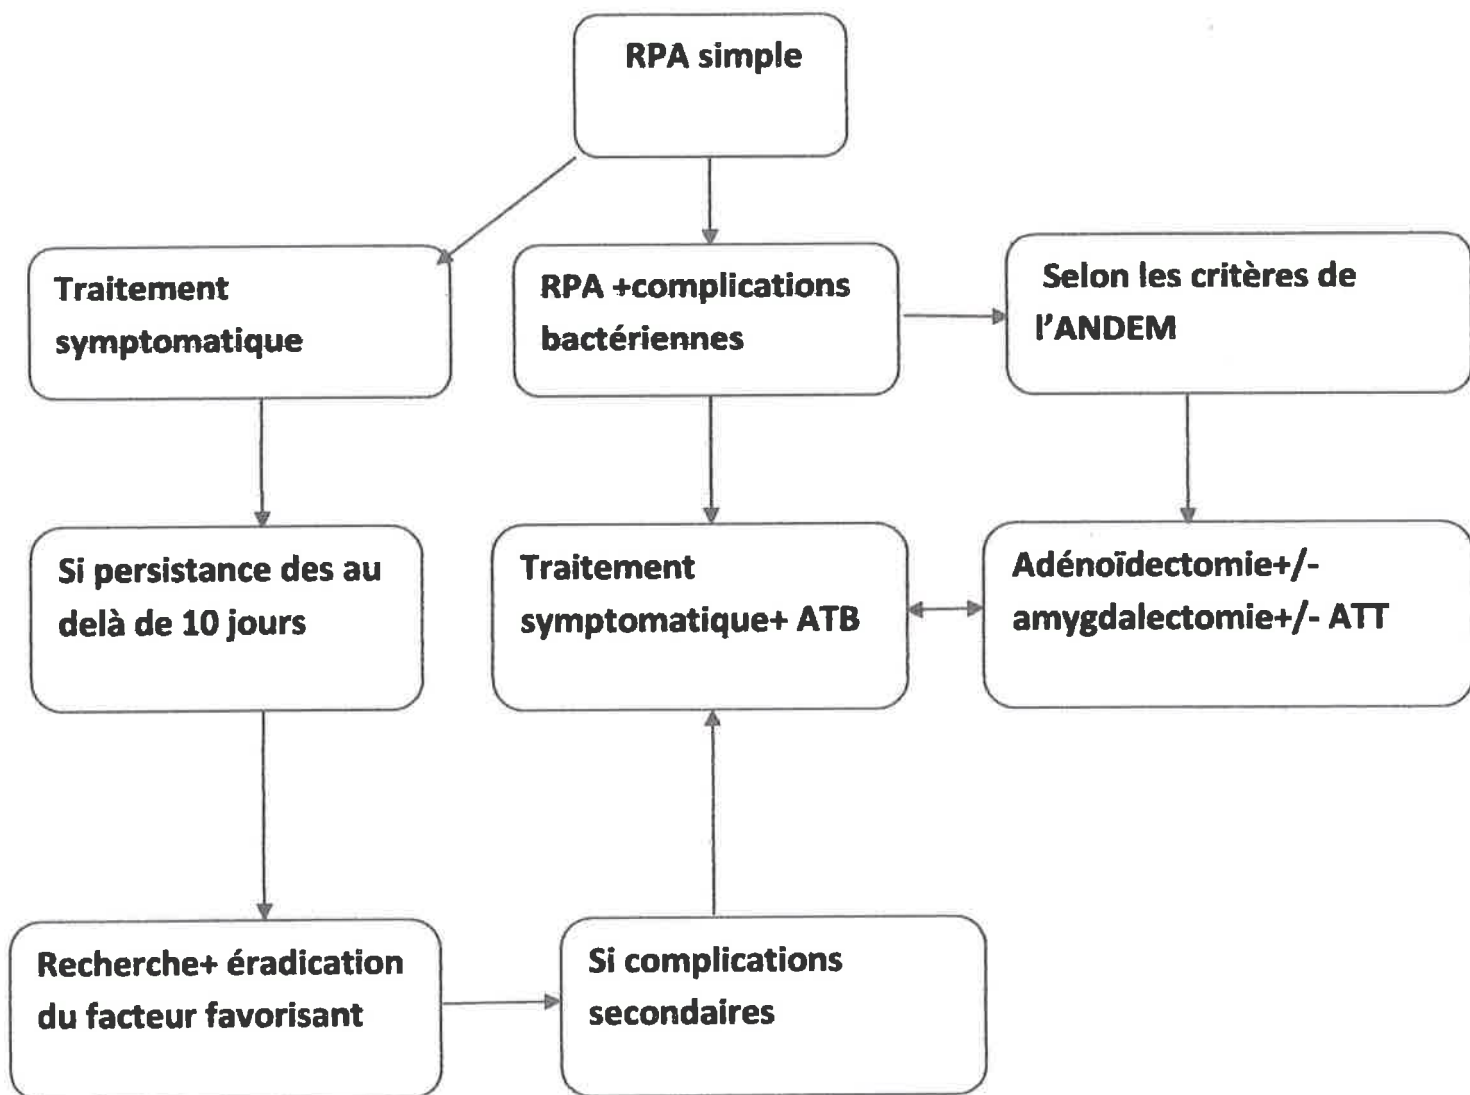 RPA simple
Traitement
symptomatique
RPA +complications
bactériennes
Selon les critères de
l'ANDEM
Si persistance des au
delà de 10 jours
Traitement
symptomatique+ ATB
Adénoïdectomie+/-
amygdalectomie+/- ATT
Recherche+ éradication
du facteur favorisant
Si complications
secondaires